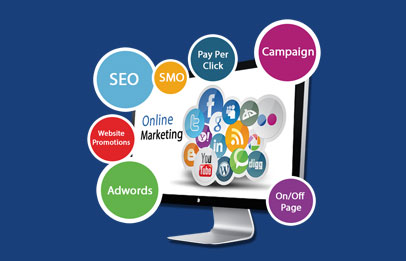 Campaign
Pay Per
Click
SEO
SMO
Online
Marketing
Website
Promotions
Adwords
On/Off
Page
You
Tube
digg